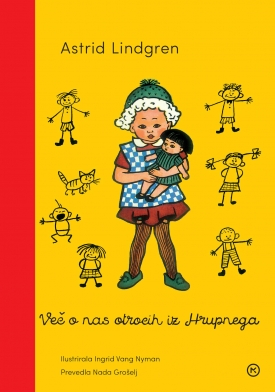 Astrid Lindgren
Več o nas otrocih iz Hrupnega
Ilustrirala Ingrid Vang Nyman
Prevedla Nada Grošelj